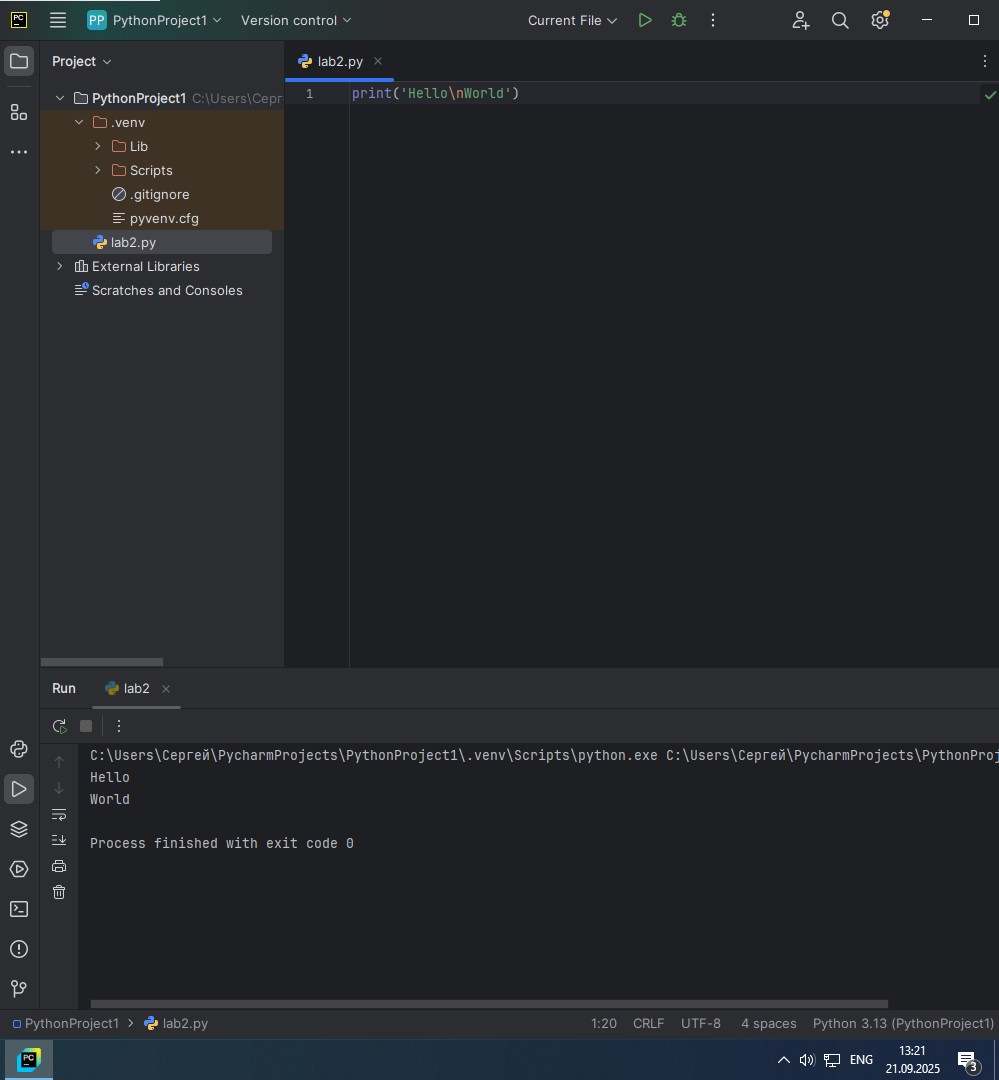 PC
PP PythonProject1 Version control Current File
Project
lab2.py
PythonProject1 C:\Users\Сер
.venv
Lib
Scripts
.gitignore
pyvenv.cfg
lab2.py
External Libraries
Scratches and Consoles
1 print('Hello\nWorld')
Run lab2
C:\Users\Сергей\PycharmProjects\PythonProject1\.venv\Scripts\python.exe C:\Users\Сергей\PycharmProjects\PythonProj
Hello
World
Process finished with exit code 0
PythonProject1 lab2.py 1:20 CRLF UTF-8 4 spaces Python 3.13 (PythonProject1)
PC ENG 13:21
21.09.2025
3